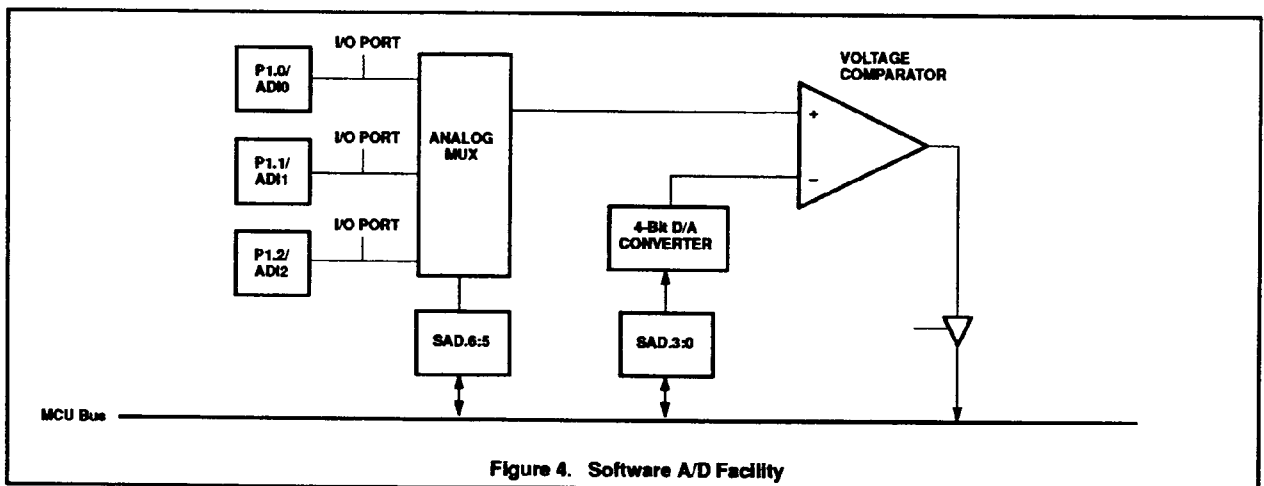 I/O PORT
P1.0/
ADI0
I/O PORT
P1.1/
ADI1
I/O PORT
P1.2/
ADI2
ANALOG
MUX
SAD.6:5
VOLTAGE
COMPARATOR
+
–
4-Bit D/A
CONVERTER
SAD.3:0
MCU Bus
Figure 4. Software A/D Facility